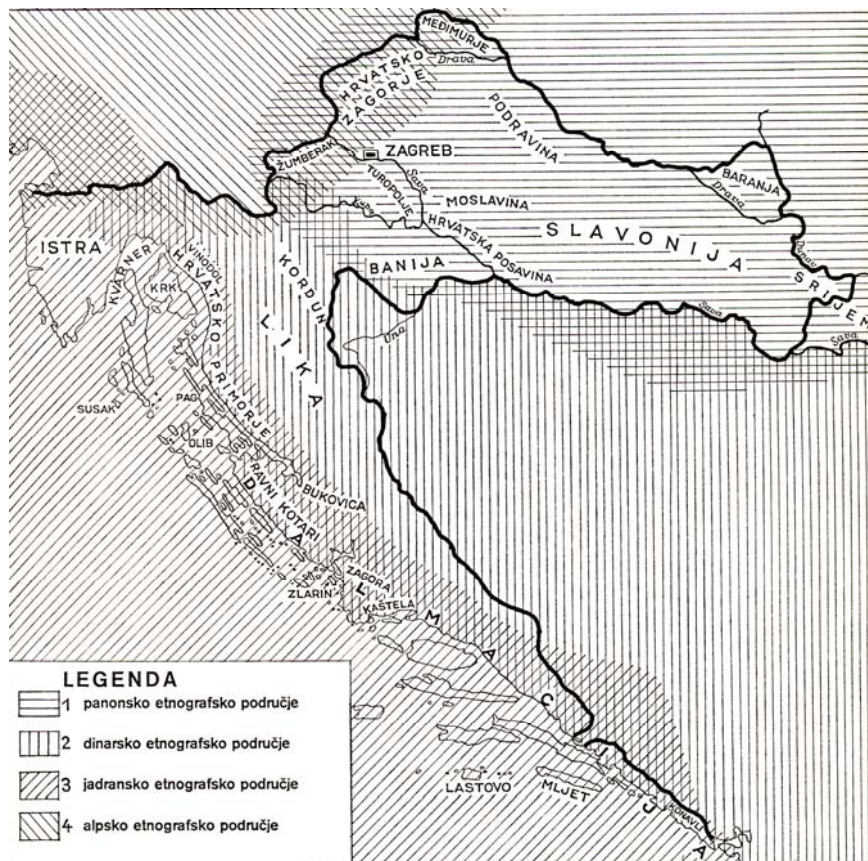 MEĐIMURJE
Drava
HRVATSKO
ZAGORJE
PODRAVINA
ŽUMBERAK
ZAGREB
BARANJA
Drava
TUROPOLJE
Sava
MOSLAVINA
Kupa
HRVATSKA POSAVINA
SLAVONIJA
Dunav
SRIJEM
ISTRA
VINODOL
KVARNER
HRVATSKO PRIMORJE
KRK
KORDUN
BANIJA
LIKA
Una
Sava
Sava
PAG
SUSAK
OLIB
RAVNI KOTARI
BUKOVICA
DALMACIJA
ZAGORA
ZLARIN
KAŠTELA
LASTOVO
MLJET
KONAVLI
LEGENDA
1 panonsko etnografsko područje
2 dinarsko etnografsko područje
3 jadransko etnografsko područje
4 alpsko etnografsko područje